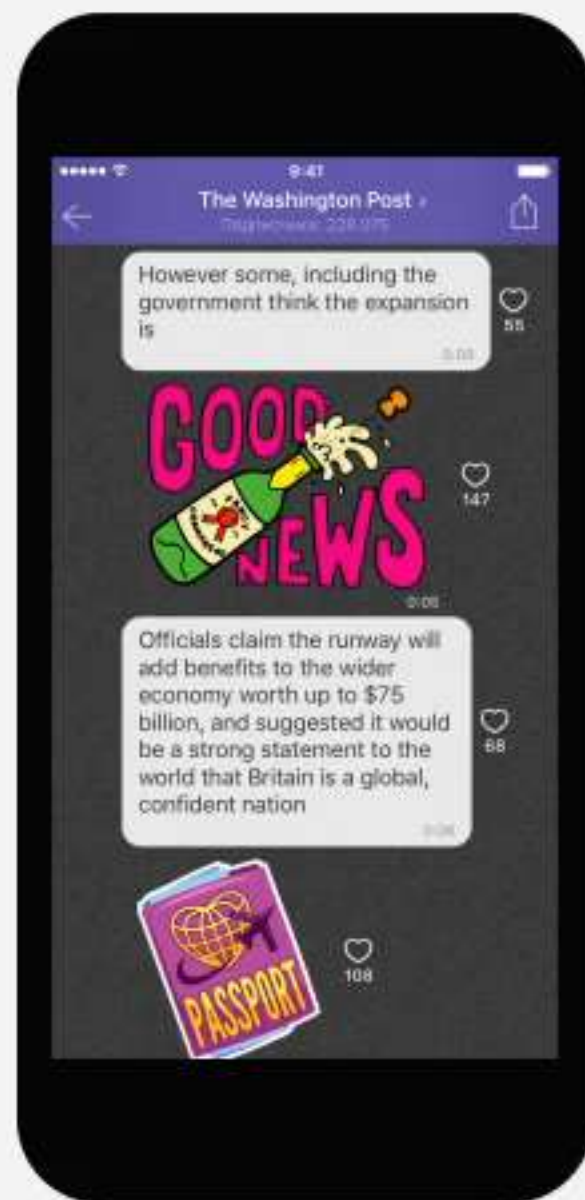 9:41
The Washington Post
However some, including the
government think the expansion
is
55
GOOD
NEWS
147
Officials claim the runway will
add benefits to the wider
economy worth up to $75
billion, and suggested it would
be a strong statement to the
world that Britain is a global,
confident nation
68
PASSPORT
108